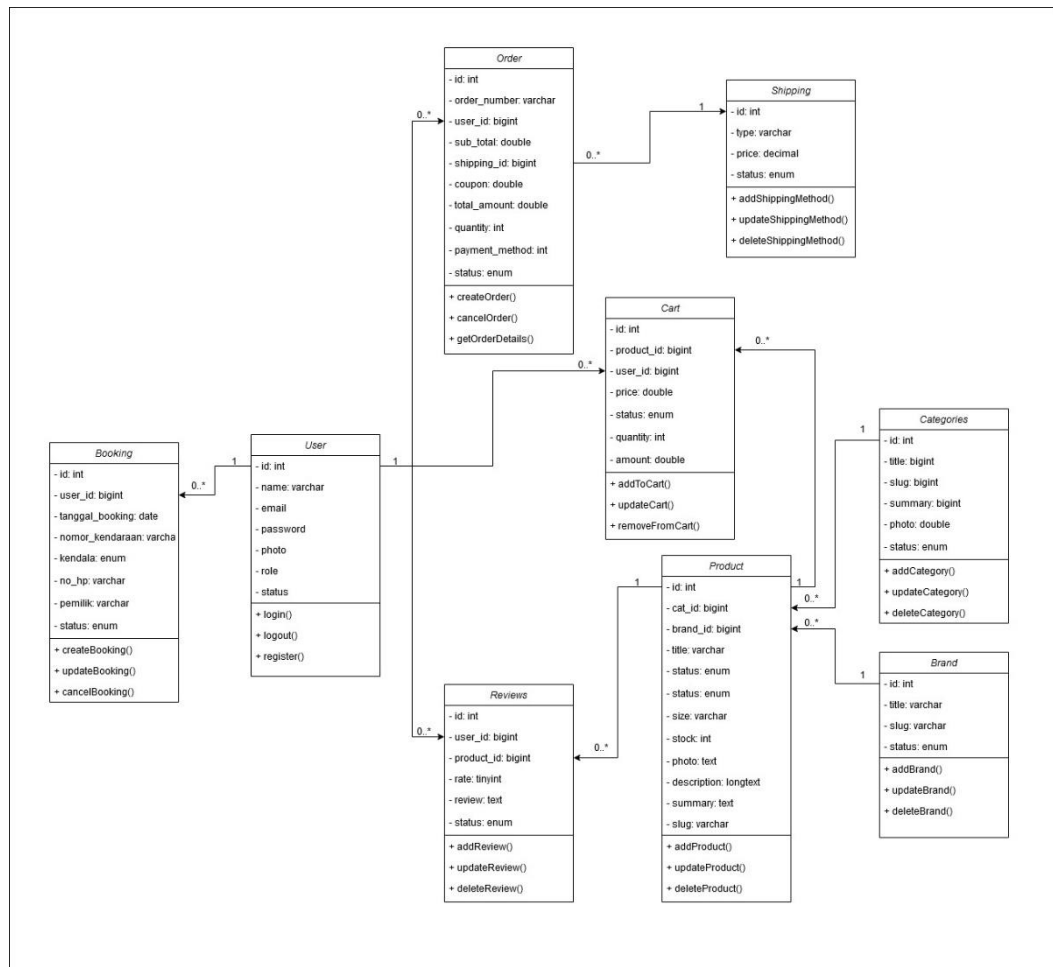 Order
- id: int
- order_number: varchar
- user_id: bigint
- sub_total: double
- shipping_id: bigint
- coupon: double
- total_amount: double
- quantity: int
- payment_method: int
- status: enum
+ createOrder()
+ cancelOrder()
+ getOrderDetails()
0..*
0..*
1
Shipping
- id: int
- type: varchar
- price: decimal
- status: enum
+ addShippingMethod()
+ updateShippingMethod()
+ deleteShippingMethod()
Cart
- id: int
- product_id: bigint
- user_id: bigint
- price: double
- status: enum
- quantity: int
- amount: double
+ addToCart()
+ updateCart()
+ removeFromCart()
0..*
0..*
Categories
- id: int
- title: bigint
- slug: bigint
- summary: bigint
- photo: double
- status: enum
+ addCategory()
+ updateCategory()
+ deleteCategory()
1
0..*
Booking
- id: int
- user_id: bigint
- tanggal_booking: date
- nomor_kendaraan: varcha
- kendala: enum
- no_hp: varchar
- pemilik: varchar
- status: enum
+ createBooking()
+ updateBooking()
+ cancelBooking()
0..*
1
User
- id: int
- name: varchar
- email
- password
- photo
- role
- status
+ login()
+ logout()
+ register()
1
Product
- id: int
- cat_id: bigint
- brand_id: bigint
- title: varchar
- status: enum
- status: enum
- size: varchar
- stock: int
- photo: text
- description: longtext
- summary: text
- slug: varchar
+ addProduct()
+ updateProduct()
+ deleteProduct()
1
1
0..*
1
Brand
- id: int
- title: varchar
- slug: varchar
- status: enum
+ addBrand()
+ updateBrand()
+ deleteBrand()
Reviews
- id: int
- user_id: bigint
- product_id: bigint
- rate: tinyint
- review: text
- status: enum
+ addReview()
+ updateReview()
+ deleteReview()
0..*
0..*